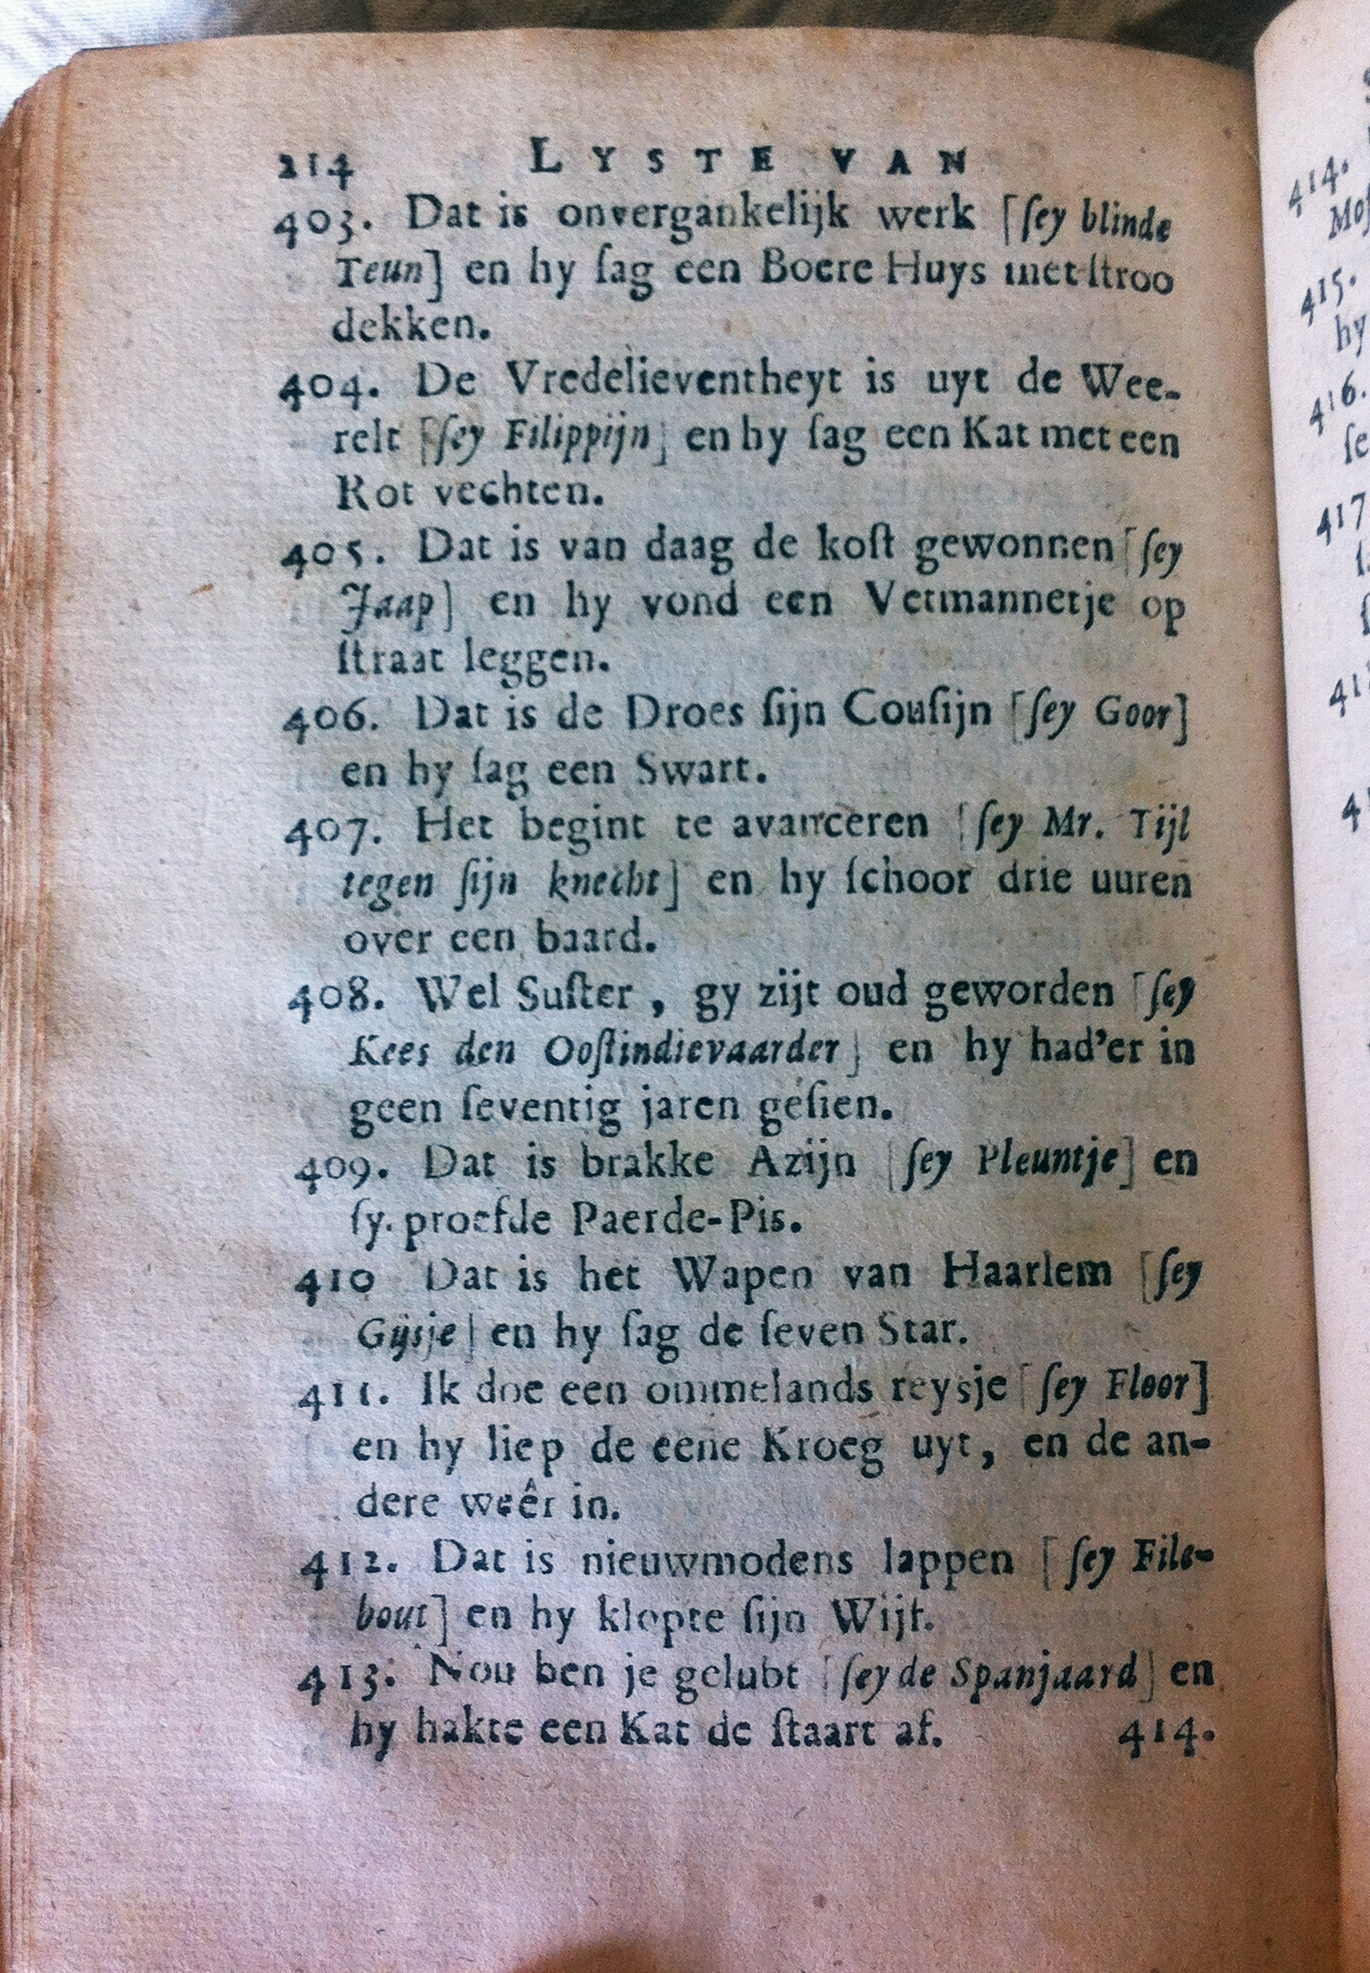 214 LYSTE VAN
403. Dat is onvergankelijk werk [ſey blinde
Teun] en hy ſag een Boere Huys met ſtroo
dekken.
404. De Vredelieventheyt is uyt de Wee-
relt [ſey Filippijn] en hy ſag een Kat met een
Rot vechten.
405. Dat is van daag de koſt gewonnen [ſey
Jaap] en hy vond een Vetmannetje op
ſtraat leggen.
406. Dat is de Droes ſijn Couſijn [ſey Goor]
en hy ſag een Swart.
407. Het begint te avanceren [ſey Mr. Tijl
tegen ſijn knecht] en hy ſchoor drie uuren
over een baard.
408. Wel Suſter, gy zijt oud geworden [ſey
Kees den Ooſtindievaarder] en hy had'er in
geen ſeventig jaren geſien.
409. Dat is brakke Azijn [ſey Pleuntje] en
ſy. proefde Paerde-Pis.
410 Dat is het Wapen van Haarlem [ſey
Gijsje] en hy ſag de ſeven Star.
411. Ik doe een ommelands reysje [ſey Floor]
en hy liep de eene Kroeg uyt, en de an-
dere weêr in.
412. Dat is nieuwmodens lappen [ſey File-
bout] en hy klopte ſijn Wijf.
413. Nou ben je gelubt [ſey de Spanjaard] en
hy hakte een Kat de ſtaart af. 414.
414.
415.
hy
416.
ſe
417